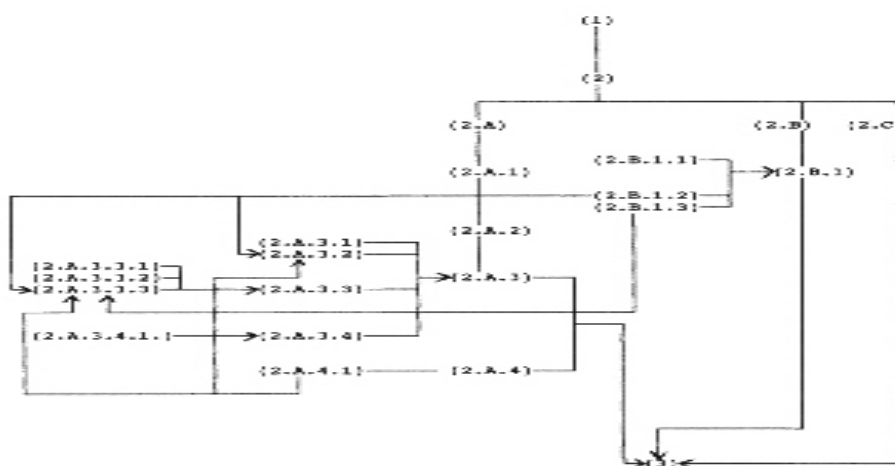 (1)
(2)
(2.A) (2.B) (2.C
(2.B.1.1)
(2.A.1) (2.B.1)
(2.B.1.2)
(2.B.1.3)
(2.A.2)
(2.A.3.1)
(2.A.3.2)
(2.A.3.3.1)
(2.A.3.3.2) (2.A.3)
(2.A.3.3.3) (2.A.3.3)
(2.A.3.4.1.) (2.A.3.4)
(2.A.4.1) (2.A.4)